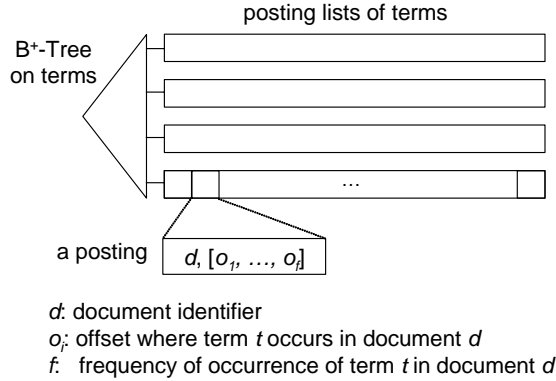 posting lists of terms
B+-Tree
on terms
...
a posting
d, [o1, …, of]
d: document identifier
oi: offset where term t occurs in document d
f: frequency of occurrence of term t in document d